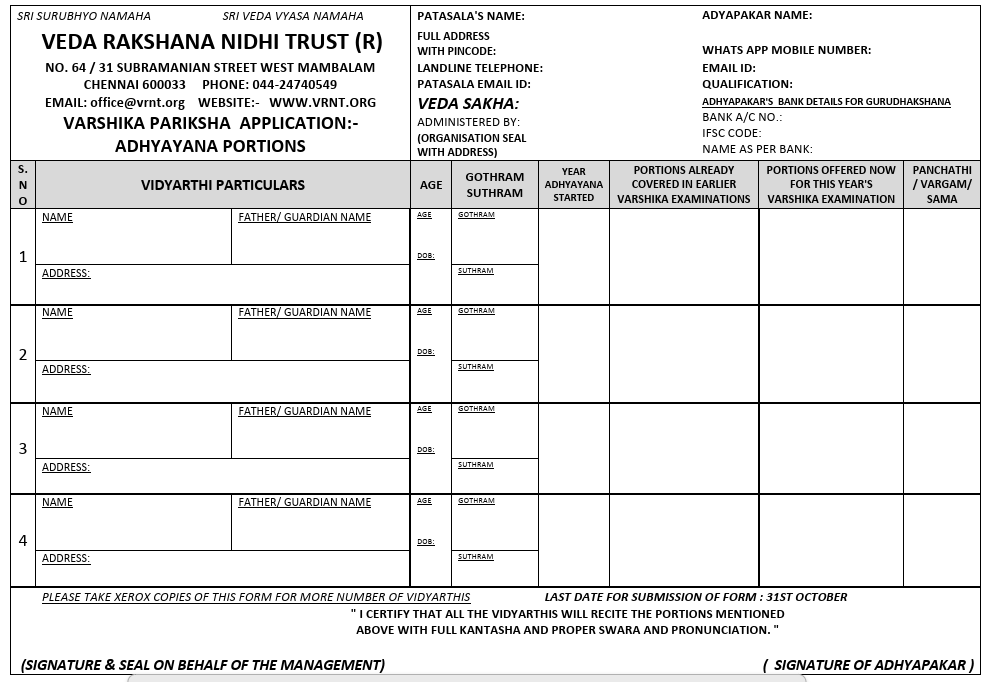 SRI SURUBHYO NAMAHA SRI VEDA VYASA NAMAHA
VEDA RAKSHANA NIDHI TRUST (R)
NO. 64 / 31 SUBRAMANIAN STREET WEST MAMBALAM
CHENNAI 600033 PHONE: 044-24740549
EMAIL: office@vrnt.org WEBSITE:- WWW.VRNT.ORG
VARSHIKA PARIKSHA APPLICATION:-
ADHYAYANA PORTIONS
PATASALA'S NAME:
FULL ADDRESS
WITH PINCODE:
LANDLINE TELEPHONE:
PATASALA EMAIL ID:
VEDA SAKHA:
ADMINISTERED BY:
(ORGANISATION SEAL
WITH ADDRESS)
ADYAPAKAR NAME:
WHATS APP MOBILE NUMBER:
EMAIL ID:
QUALIFICATION:
ADHYAPAKAR'S BANK DETAILS FOR GURUDHAKSHANA
BANK A/C NO.:
IFSC CODE:
NAME AS PER BANK:
S.
N
O
VIDYARTHI PARTICULARS
AGE
GOTHRAM
SUTHRAM
YEAR
ADHYAYANA
STARTED
PORTIONS ALREADY
COVERED IN EARLIER
VARSHIKA EXAMINATIONS
PORTIONS OFFERED NOW
FOR THIS YEAR'S
VARSHIKA EXAMINATION
PANCHATHI
/ VARGAM/
SAMA
1
NAME
FATHER/ GUARDIAN NAME
AGE
GOTHRAM
DOB:
ADDRESS:
SUTHRAM
2
NAME
FATHER/ GUARDIAN NAME
AGE
GOTHRAM
DOB:
ADDRESS:
SUTHRAM
3
NAME
FATHER/ GUARDIAN NAME
AGE
GOTHRAM
DOB:
ADDRESS:
SUTHRAM
4
NAME
FATHER/ GUARDIAN NAME
AGE
GOTHRAM
DOB:
ADDRESS:
SUTHRAM
PLEASE TAKE XEROX COPIES OF THIS FORM FOR MORE NUMBER OF VIDYARTHIS LAST DATE FOR SUBMISSION OF FORM : 31ST OCTOBER
" I CERTIFY THAT ALL THE VIDYARTHIS WILL RECITE THE PORTIONS MENTIONED
ABOVE WITH FULL KANTASHA AND PROPER SWARA AND PRONUNCIATION. "
(SIGNATURE & SEAL ON BEHALF OF THE MANAGEMENT) ( SIGNATURE OF ADHYAPAKAR )